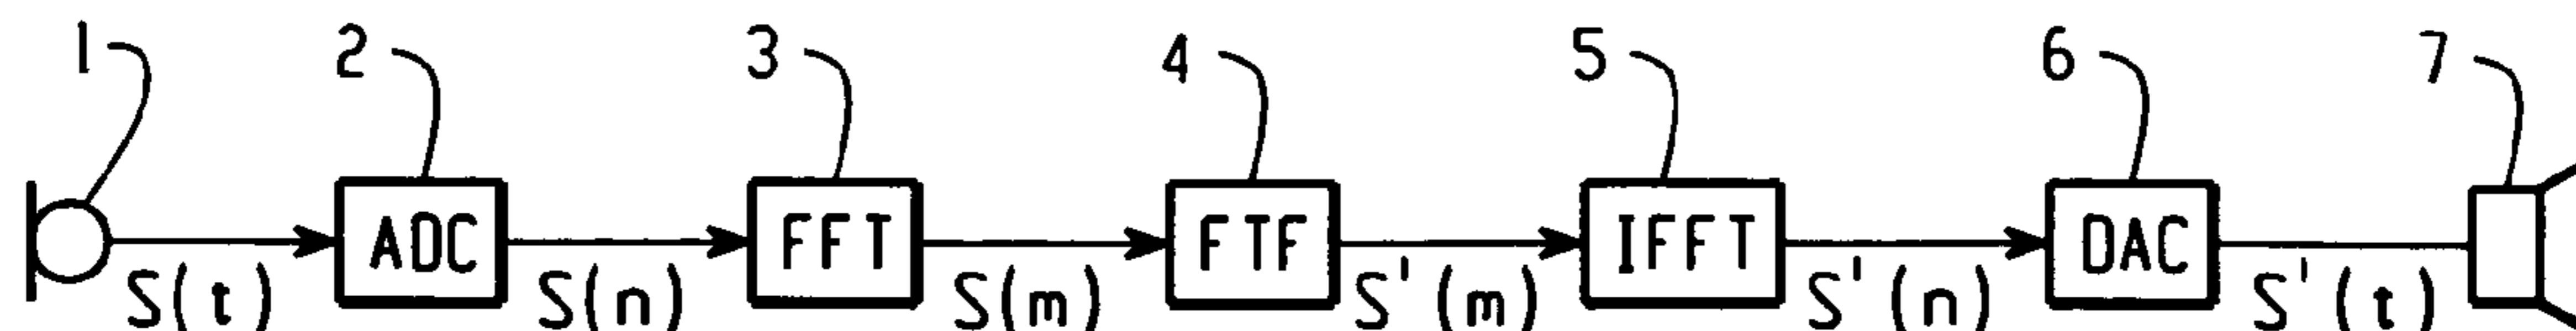 1 2 3 4 5 6 7
ADC FFT FTF IFFT DAC
S(t) S(n) S(m) S'(m) S'(n) S'(t)